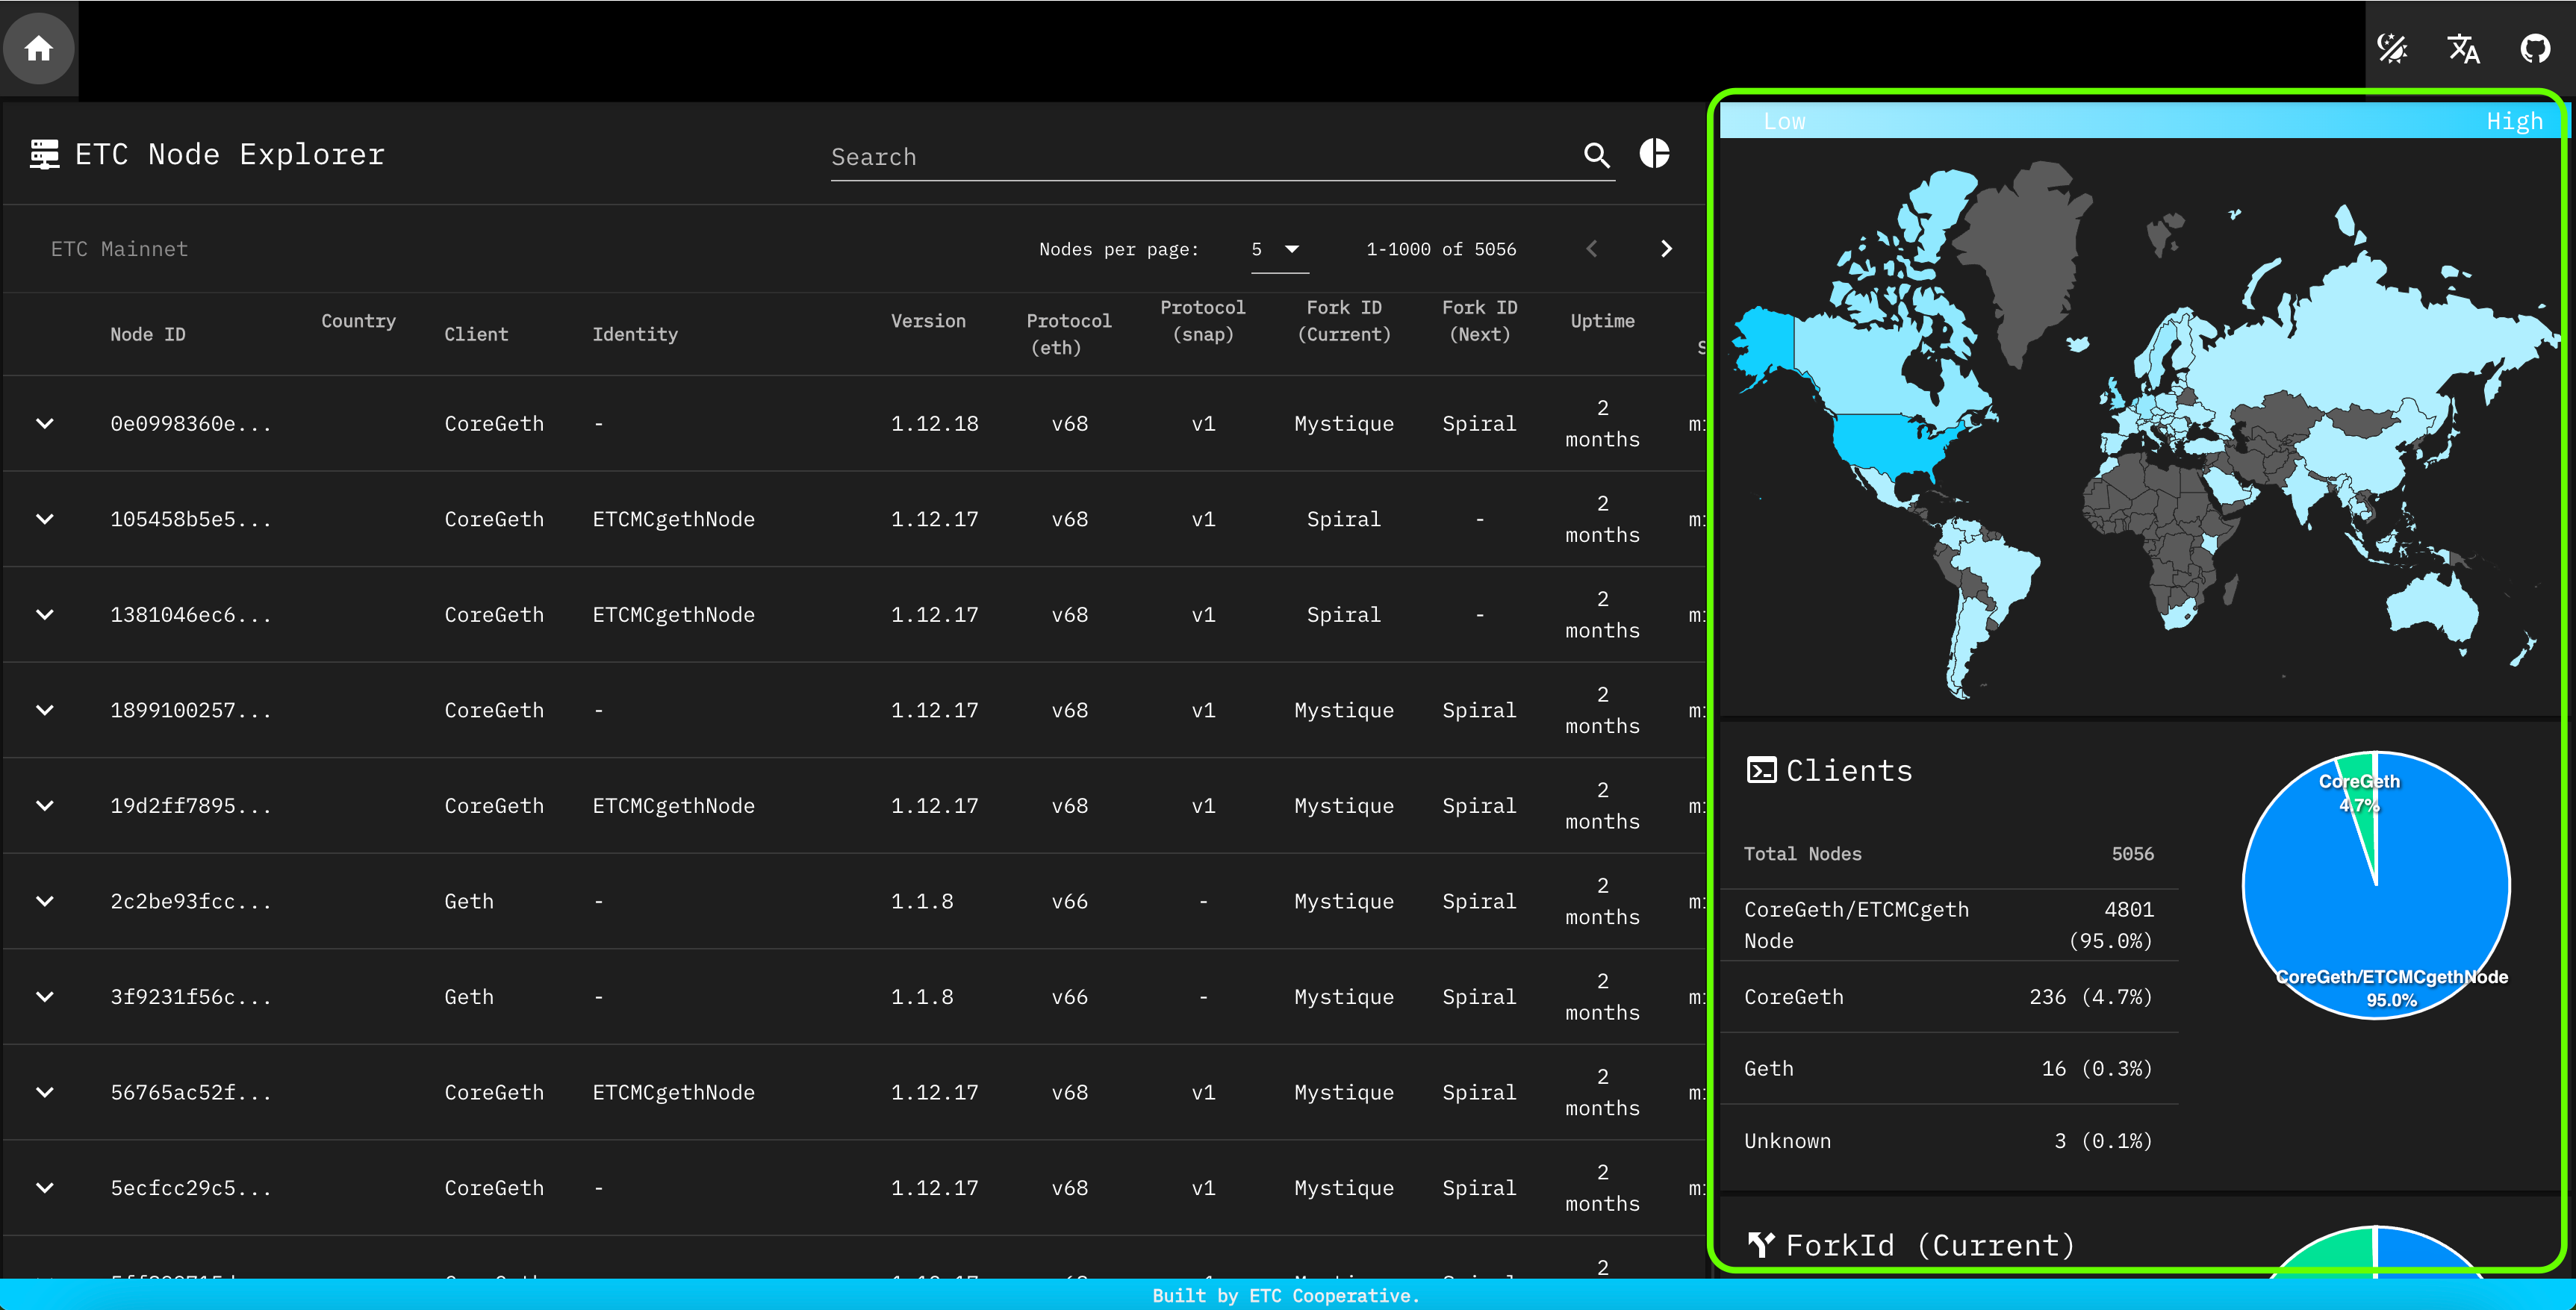 ETC Node Explorer
Search
ETC Mainnet
Nodes per page: 5 1-1000 of 5056
Node ID Country Client Identity Version Protocol (eth) Protocol (snap) Fork ID (Current) Fork ID (Next) Uptime
0e0998360e... CoreGeth - 1.12.18 v68 v1 Mystique Spiral 2 months
105458b5e5... CoreGeth ETCMCgethNode 1.12.17 v68 v1 Spiral - 2 months
1381046ec6... CoreGeth ETCMCgethNode 1.12.17 v68 v1 Spiral - 2 months
1899100257... CoreGeth - 1.12.17 v68 v1 Mystique Spiral 2 months
19d2ff7895... CoreGeth ETCMCgethNode 1.12.17 v68 v1 Mystique Spiral 2 months
2c2be93fcc... Geth - 1.1.8 v66 - Mystique Spiral 2 months
3f9231f56c... Geth - 1.1.8 v66 - Mystique Spiral 2 months
56765ac52f... CoreGeth ETCMCgethNode 1.12.17 v68 v1 Mystique Spiral 2 months
5ecfcc29c5... CoreGeth - 1.12.17 v68 v1 Mystique Spiral 2 months
2
Low High
Clients
Total Nodes 5056
CoreGeth/ETCMCgeth 4801
Node (95.0%)
CoreGeth 236 (4.7%)
Geth 16 (0.3%)
Unknown 3 (0.1%)
CoreGeth
4.7%
CoreGeth/ETCMCgethNode
95.0%
ForkId (Current)
Built by ETC Cooperative.